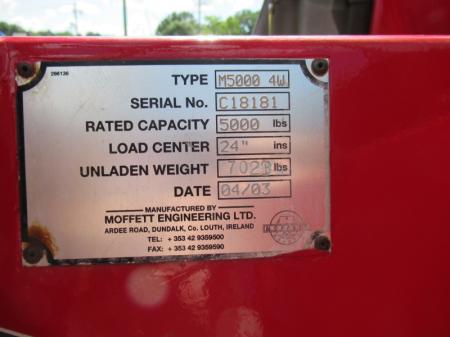 266136
TYPE M5000 4W
SERIAL No. C18181
RATED CAPACITY 5000 lbs
LOAD CENTER 24" ins
UNLADEN WEIGHT 7023 lbs
DATE 04/03
MANUFACTURED BY
MOFFETT ENGINEERING LTD.
ARDEE ROAD, DUNDALK, Co. LOUTH, IRELAND
TEL: + 353 42 9359500
FAX: + 353 42 9359590